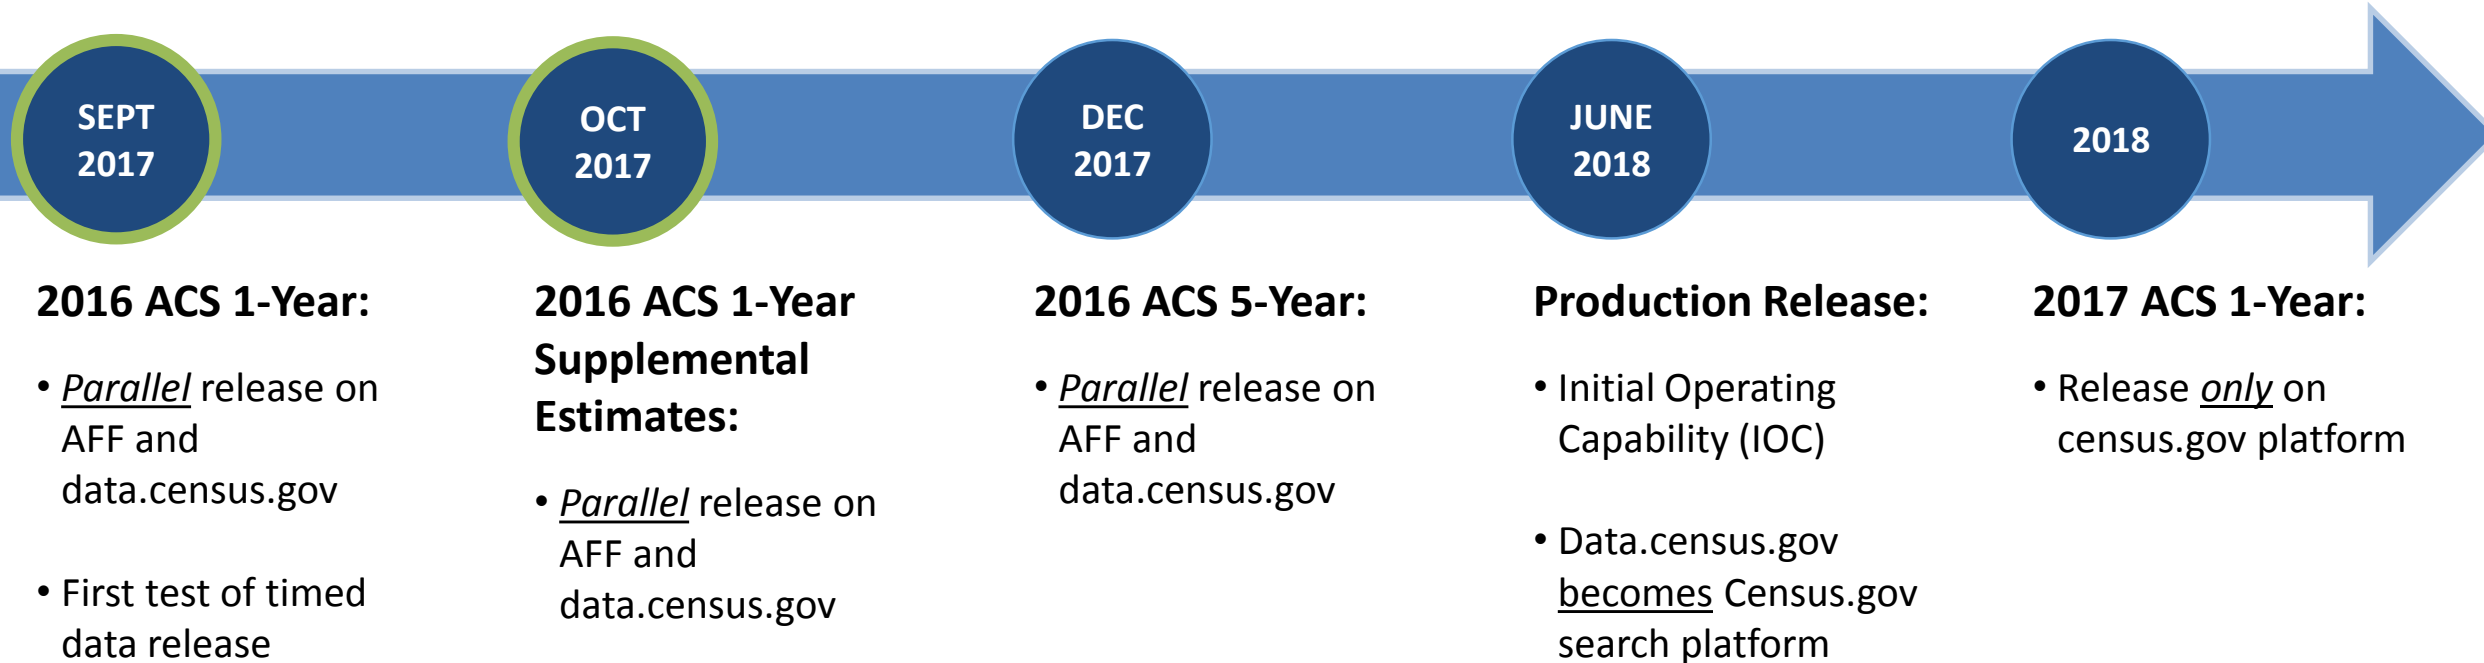 SEPT
2017
OCT
2017
DEC
2017
JUNE
2018
2018
2016 ACS 1-Year:
• Parallel release on
AFF and
data.census.gov
• First test of timed
data release
2016 ACS 1-Year
Supplemental
Estimates:
• Parallel release on
AFF and
data.census.gov
2016 ACS 5-Year:
• Parallel release on
AFF and
data.census.gov
Production Release:
• Initial Operating
Capability (IOC)
• Data.census.gov
becomes Census.gov
search platform
2017 ACS 1-Year:
• Release only on
census.gov platform